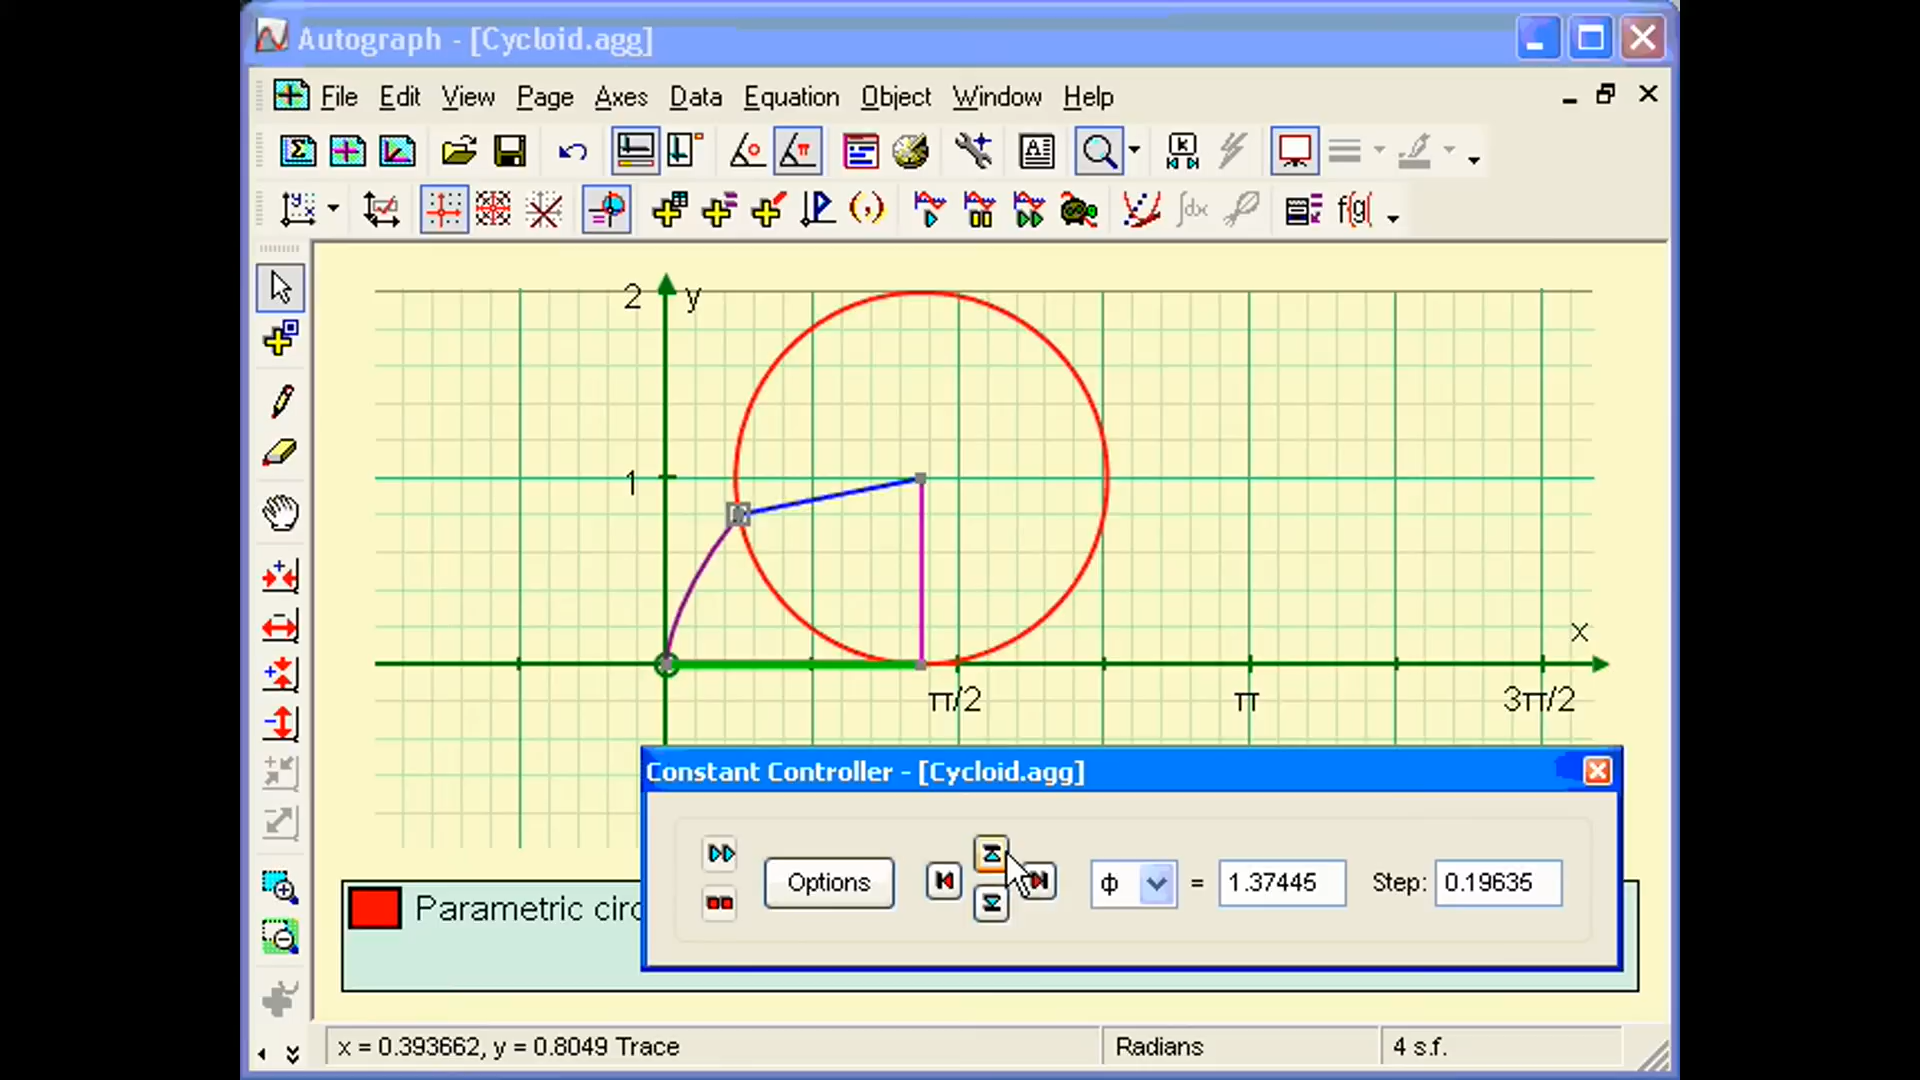 Autograph - [Cycloid.agg]
File Edit View Page Axes Data Equation Object Window Help
2 y
1
x
π/2 π 3π/2
Constant Controller - [Cycloid.agg]
Options ф = 1.37445 Step: 0.19635
Parametric circ
x = 0.393662, y = 0.8049 Trace Radians 4 s.f.